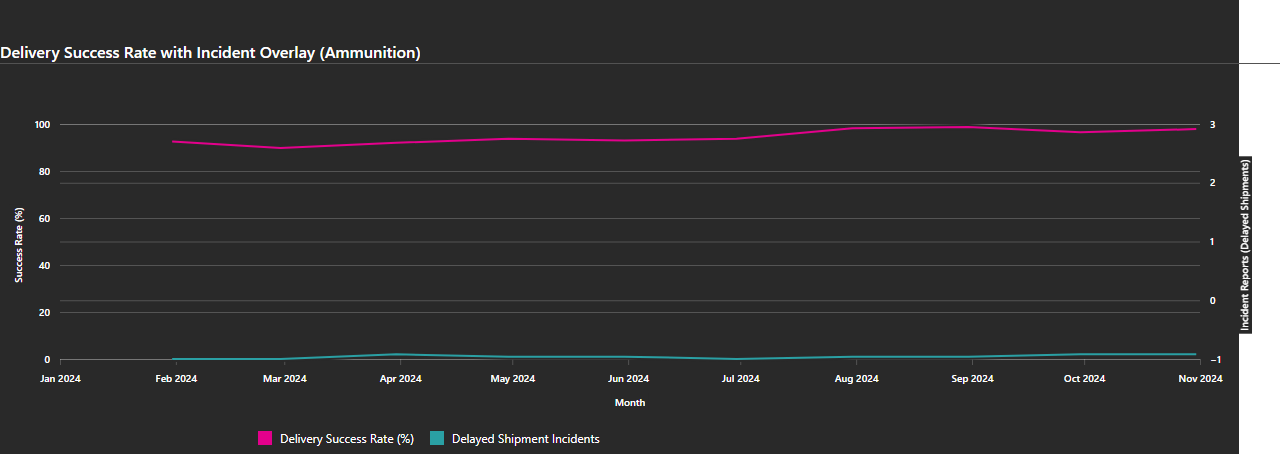 Delivery Success Rate with Incident Overlay (Ammunition)
100
80
60
40
20
0
Success Rate (%)
3
2
1
0
−1
Incident Reports (Delayed Shipments)
Jan 2024 Feb 2024 Mar 2024 Apr 2024 May 2024 Jun 2024 Jul 2024 Aug 2024 Sep 2024 Oct 2024 Nov 2024
Month
Delivery Success Rate (%) Delayed Shipment Incidents